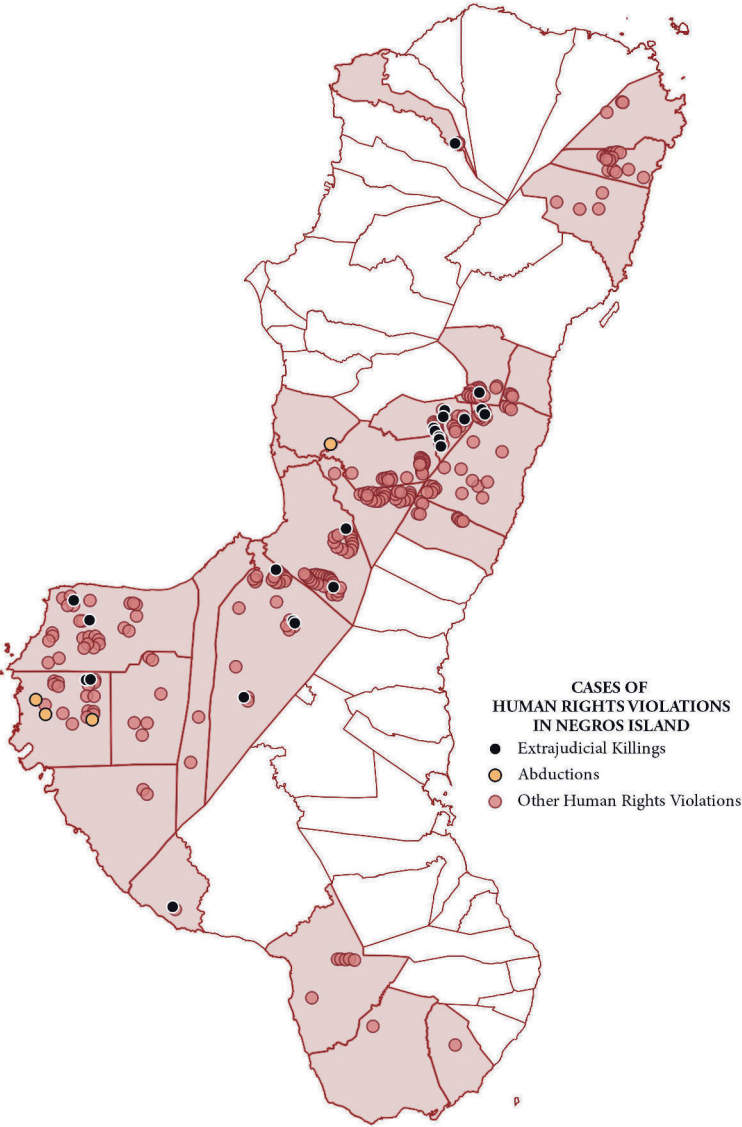 CASES OF
HUMAN RIGHTS VIOLATIONS
IN NEGROS ISLAND
Extrajudicial Killings
Abductions
Other Human Rights Violations